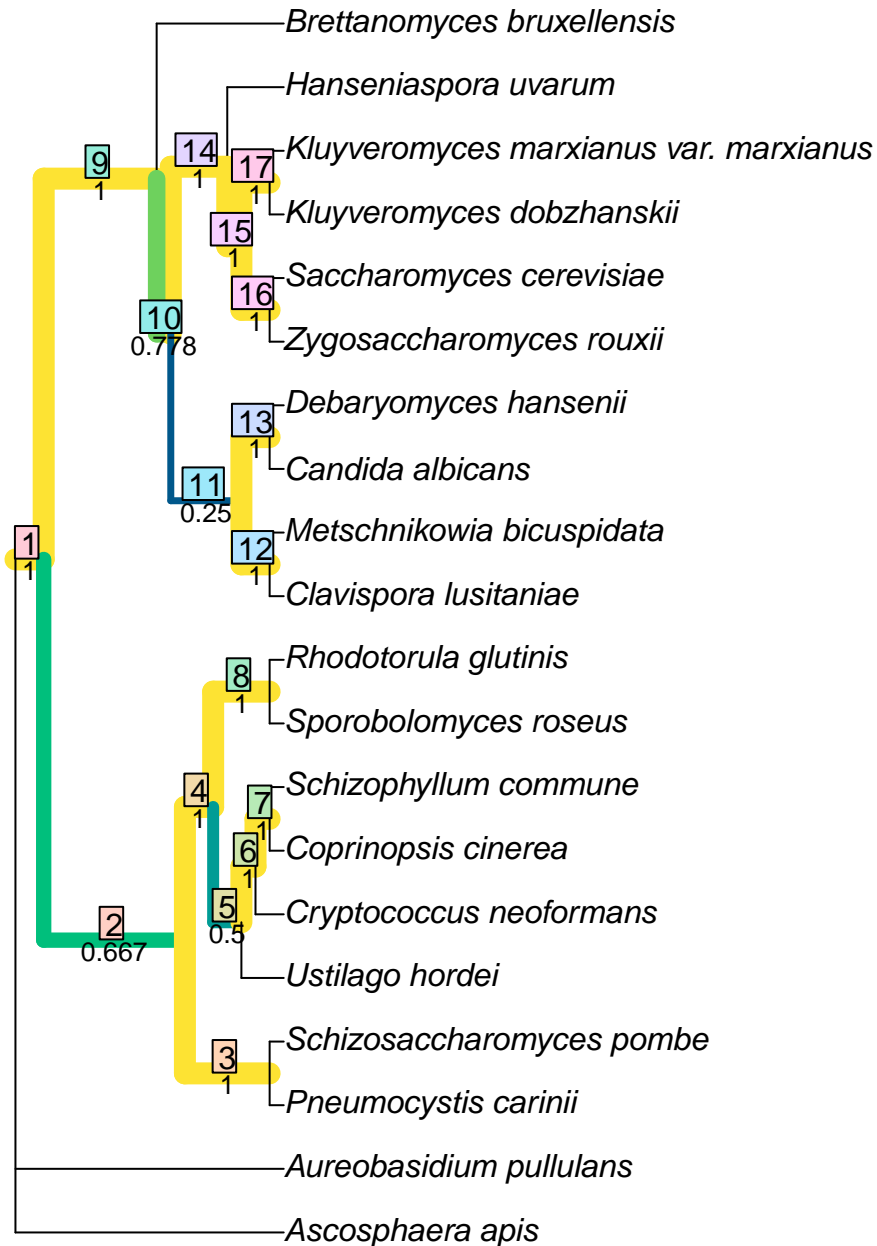 Brettanomyces bruxellensis
Hanseniaspora uvarum
14
Kluyveromyces marxianus var. marxianus
9
17
1
1
1
Kluyveromyces dobzhanskii
15
1
Saccharomyces cerevisiae
16
10
1
Zygosaccharomyces rouxii
0.778
Debaryomyces hansenii
13
1
Candida albicans
11
0.25
Metschnikowia bicuspidata
1
12
1
1
Clavispora lusitaniae
Rhodotorula glutinis
8
1
Sporobolomyces roseus
Schizophyllum commune
4
7
1
1
Coprinopsis cinerea
6
1
Cryptococcus neoformans
5
2
0.5
0.667
Ustilago hordei
Schizosaccharomyces pombe
3
1
Pneumocystis carinii
Aureobasidium pullulans
Ascosphaera apis